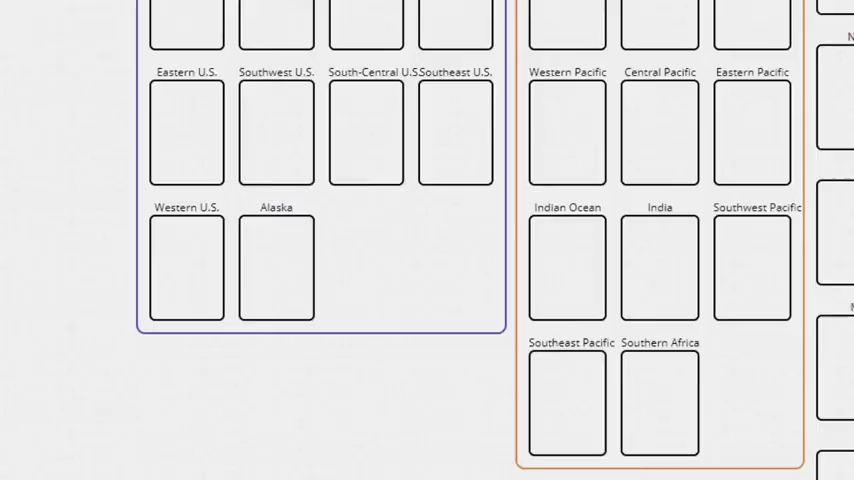 Eastern U.S. Southwest U.S. South-Central U.S. Southeast U.S. Western Pacific Central Pacific Eastern Pacific
Western U.S. Alaska Indian Ocean India Southwest Pacific
Southeast Pacific Southern Africa